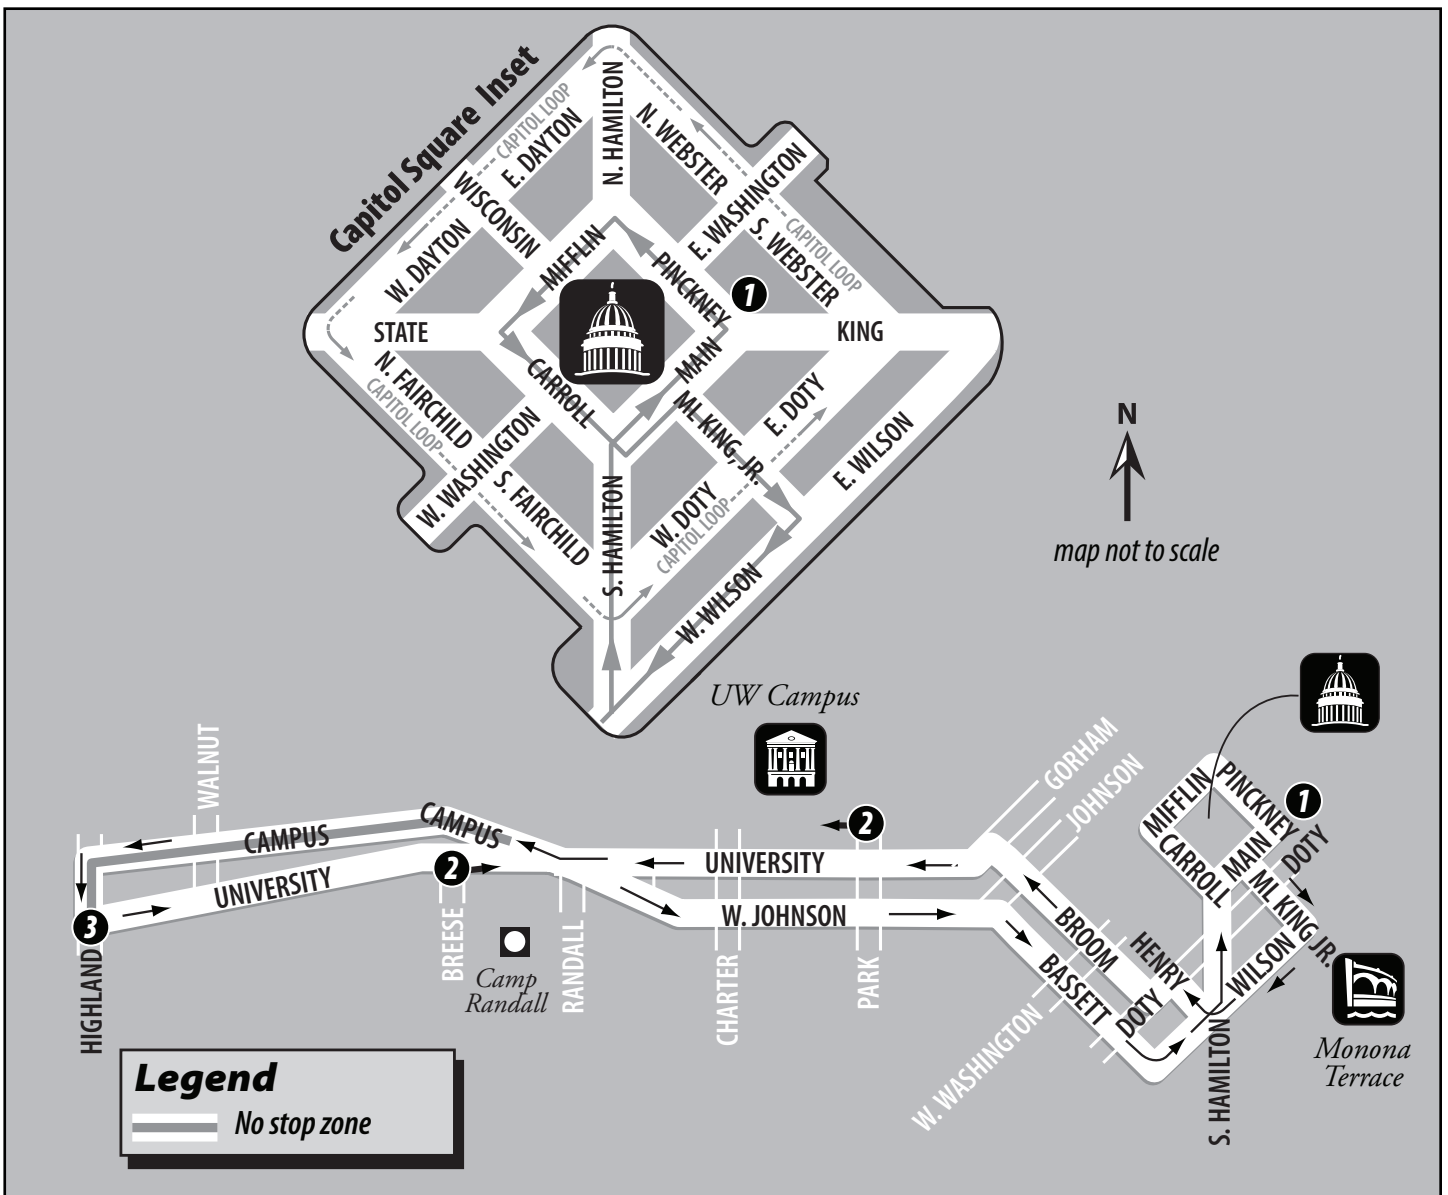 Capitol Square Inset
CAPITOL LOOP
E. DAYTON
N. HAMILTON
N. WEBSTER
E. WASHINGTON
WISCONSIN
W. DAYTON
MIFFLIN
PINCKNEY
S. WEBSTER
CAPITOL LOOP
1
STATE
KING
N. FAIRCHILD
CAPITOL LOOP
CARROLL
MAIN
ML KING, JR.
E. DOTY
E. WILSON
W. WASHINGTON
S. FAIRCHILD
S. HAMILTON
W. DOTY
CAPITOL LOOP
W. WILSON
N
map not to scale
UW Campus
WALNUT
CAMPUS
CAMPUS
UNIVERSITY
2
2
UNIVERSITY
W. JOHNSON
3
HIGHLAND
BREESE
Camp
Randall
RANDALL
CHARTER
PARK
GORHAM
JOHNSON
MIFFLIN
PINCKNEY
1
CARROLL
MAIN
DOTY
ML KING JR.
BROOM
HENRY
WILSON
BASSETT
DOTY
W. WASHINGTON
S. HAMILTON
Monona
Terrace
Legend
No stop zone